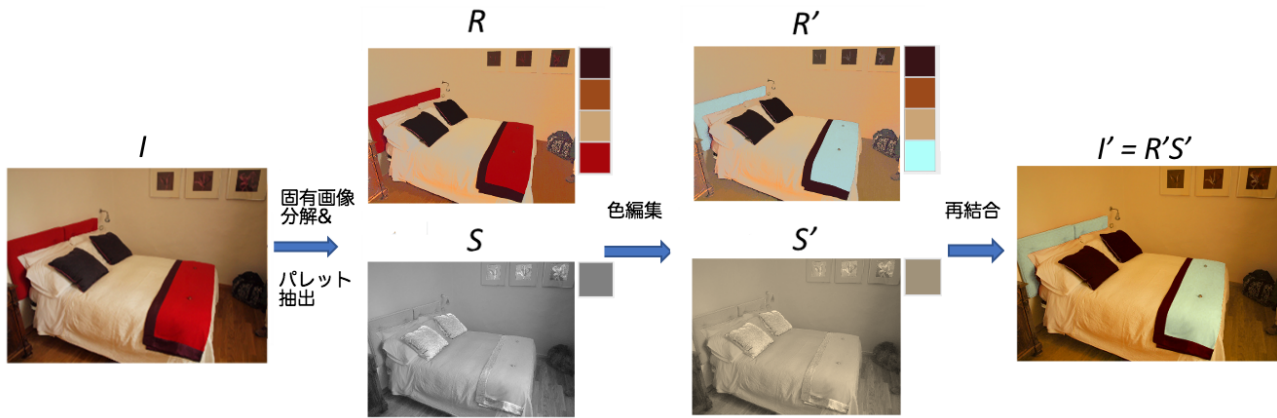 I
固有画像
分解&
パレット
抽出
R
S
色編集
R’
S’
再結合
I’ = R’S’